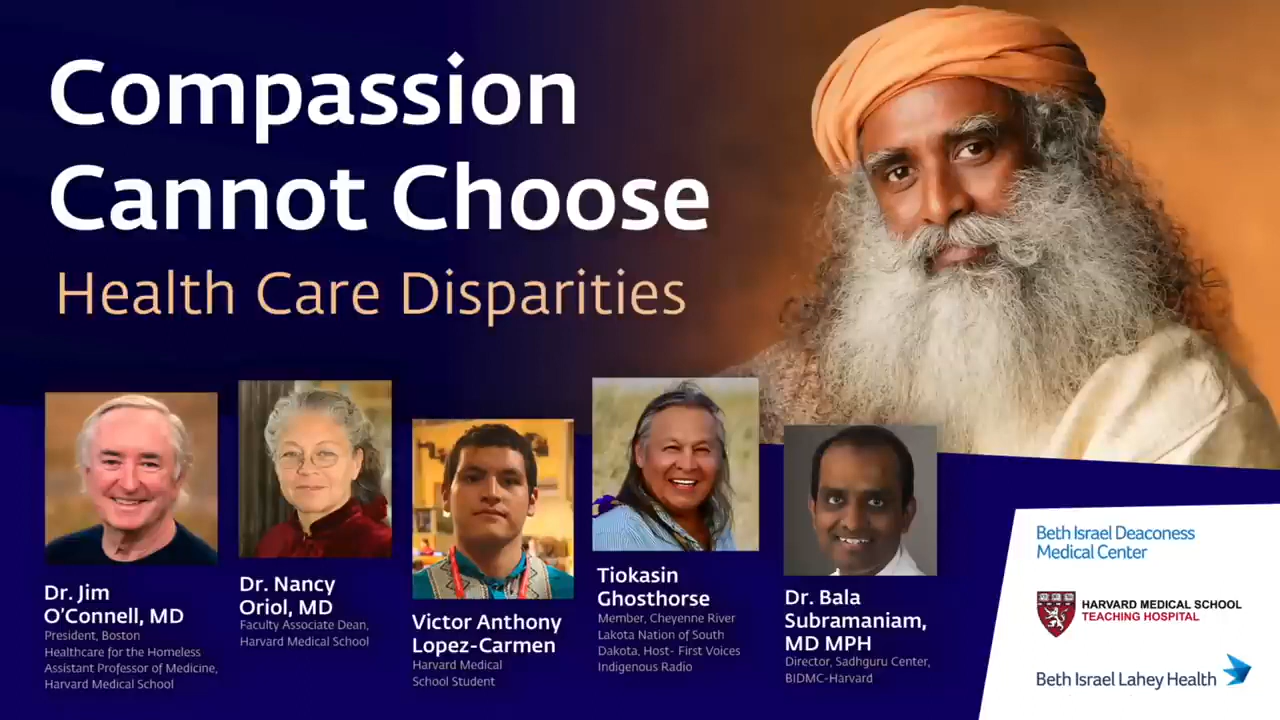 Compassion
Cannot Choose
Health Care Disparities
Dr. Jim
O'Connell, MD
President, Boston
Healthcare for the Homeless
Assistant Professor of Medicine,
Harvard Medical School
Dr. Nancy
Oriol, MD
Faculty Associate Dean,
Harvard Medical School
Victor Anthony
Lopez-Carmen
Harvard Medical
School Student
Tiokasin
Ghosthorse
Member, Cheyenne River
Lakota Nation of South
Dakota, Host- First Voices
Indigenous Radio
Dr. Bala
Subramaniam,
MD MPH
Director, Sadhguru Center,
BIDMC-Harvard
Beth Israel Deaconess
Medical Center
HARVARD MEDICAL SCHOOL
TEACHING HOSPITAL
Beth Israel Lahey Health